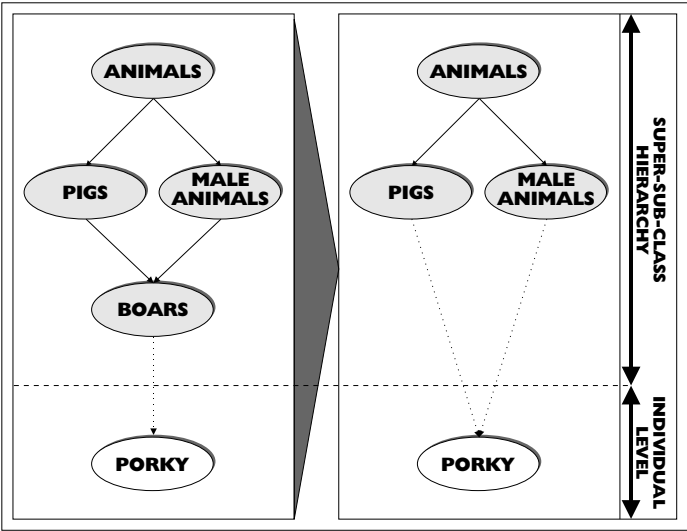 ANIMALS
PIGS
MALE
ANIMALS
BOARS
PORKY
ANIMALS
PIGS
MALE
ANIMALS
PORKY
SUPER-SUB-CLASS
HIERARCHY
INDIVIDUAL
LEVEL